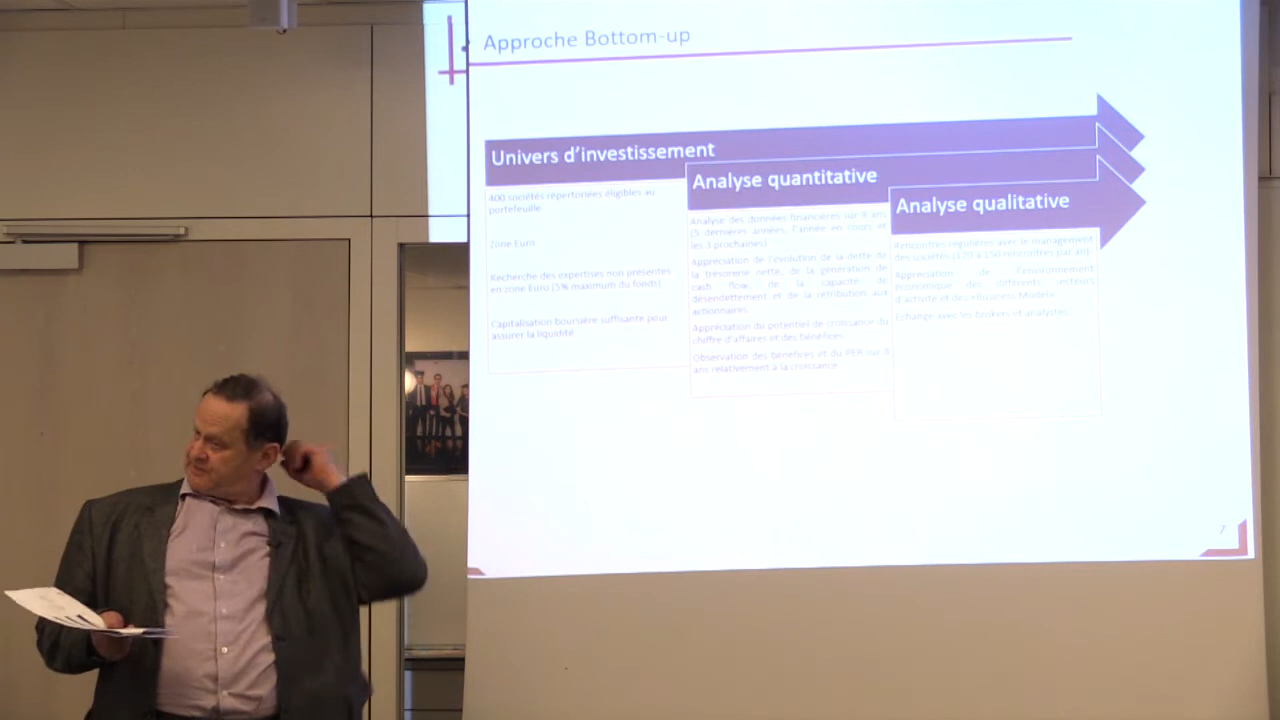 Approche Bottom-up
Univers d'investissement
400 sociétés répertoriées éligibles au
portefeuille
Zone Euro
Recherche des expertises non présentes
en zone Euro (5% maximum du fonds)
Capitalisation boursière suffisante pour
assurer la liquidité
Analyse quantitative
Analyse des données financières sur 9 ans
(5 dernières années, l'année en cours et
les 3 prochaines)
Appréciation de l'évolution de la dette de
la trésorerie nette, de la génération de
cash flow, de la capacité de
désendettement et de la rétribution aux
actionnaires
Appréciation du potentiel de croissance du
chiffre d'affaires et des bénéfices
Observation des bénéfices et du PER sur
ans relativement à la croissance
Analyse qualitative
Rencontres régulières avec le management
des sociétés (120 à 150 rencontres par an)
Appréciation de l'environnement
économique des différents secteurs
d'activité et des «Business Model»
Echange avec les brokers et analystes
7